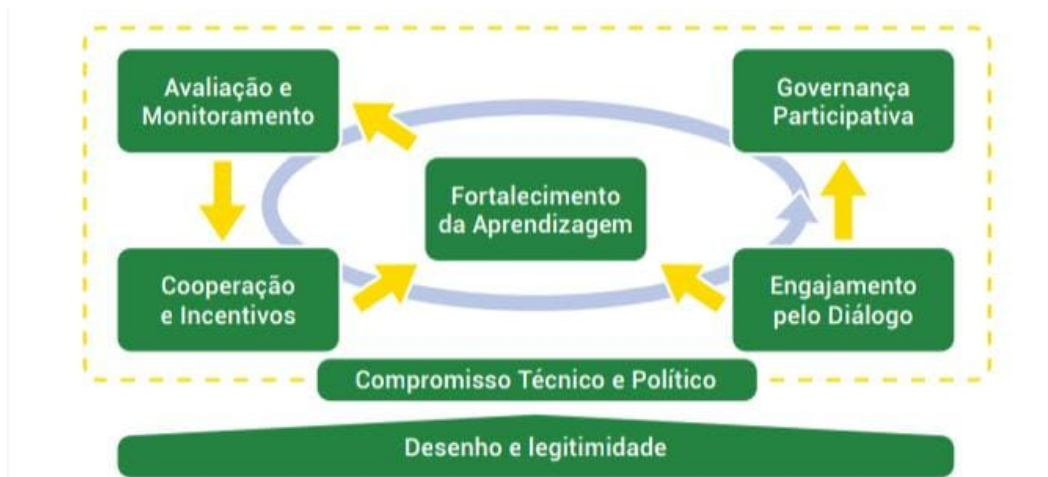 Avaliação e
Monitoramento
Governança
Participativa
Fortalecimento
da Aprendizagem
Cooperação
e Incentivos
Engajamento
pelo Diálogo
Compromisso Técnico e Político
Desenho e legitimidade